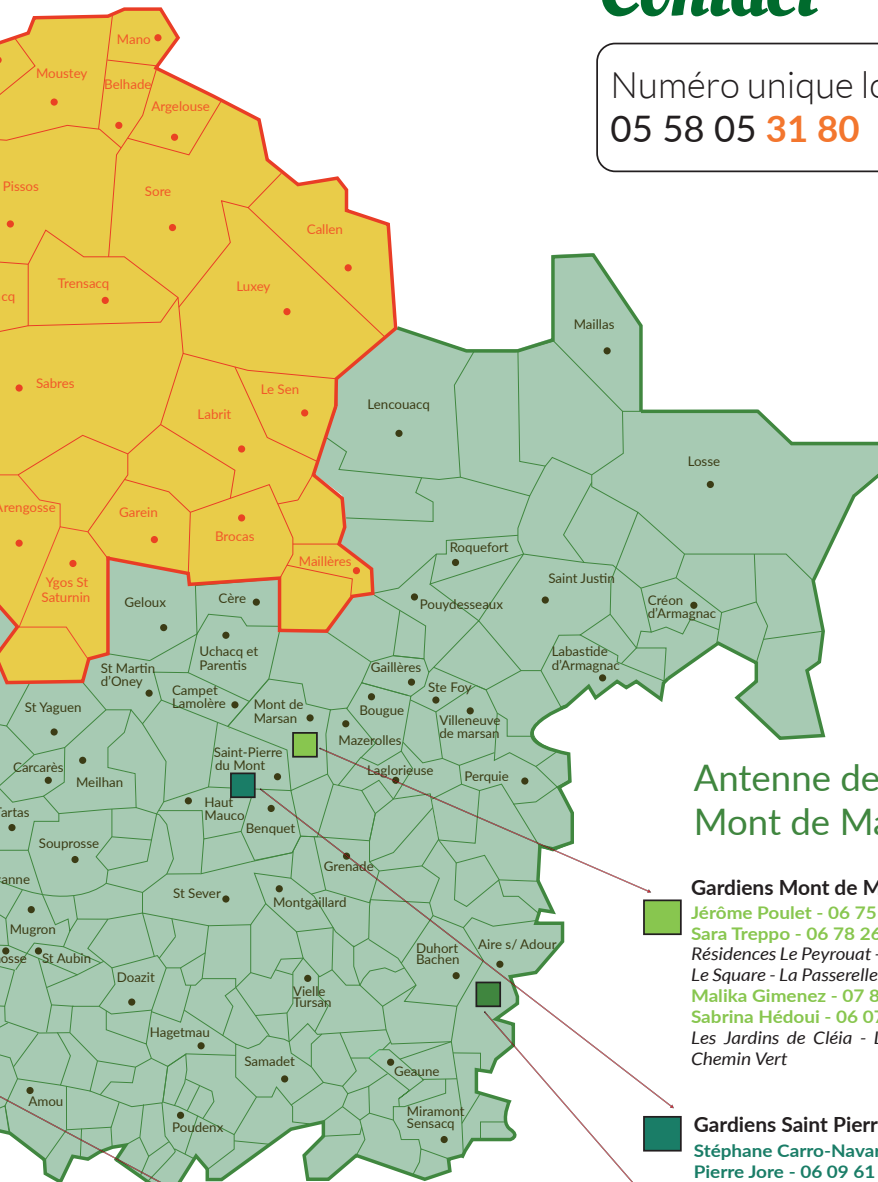 Contact
Numéro unique lo
05 58 05 31 80
Mano
Moustey
Belhade
Argelouse
Pissos
Sore
Callen
Trensacq
cq
Luxey
Maillas
Sabres
Le Sen
Labrit
Lencouacq
Losse
Arengosse
Garein
Brocas
Roquefort
Maillères
Ygos St
Saturnin
Saint Justin
Geloux
Cère
Pouydesseaux
Créon
d'Armagnac
Uchacq et
Parentis
Labastide
d'Armagnac
St Martin
d'Oney
Gaillères
Campet
Lamolère
Ste Foy
St Yaguen
Mont de
Marsan
Bougue
Villeneuve
de marsan
Mazerolles
Saint-Pierre
du Mont
Carcarès
Meilhan
Laglorieuse
Perquie
Antenne de
Mont de Ma
Tartas
Haut
Mauco
Benquet
Souprosse
Grenade
anne
St Sever
Montgaillard
Gardiens Mont de M
Jérôme Poulet - 06 75
Sara Treppo - 06 78 26
Résidences Le Peyrouat -
Le Square - La Passerelle
Malika Gimenez - 07 8
Sabrina Hédoui - 06 07
Les Jardins de Cléia - L
Chemin Vert
Mugron
osse
St Aubin
Duhort
Bachen
Aire s/ Adour
Doazit
Vielle
Tursan
Hagetmau
Samadet
Geaune
Amou
Poudenx
Miramont
Sensacq
Gardiens Saint Pierr
Stéphane Carro-Navar
Pierre Jore - 06 09 61